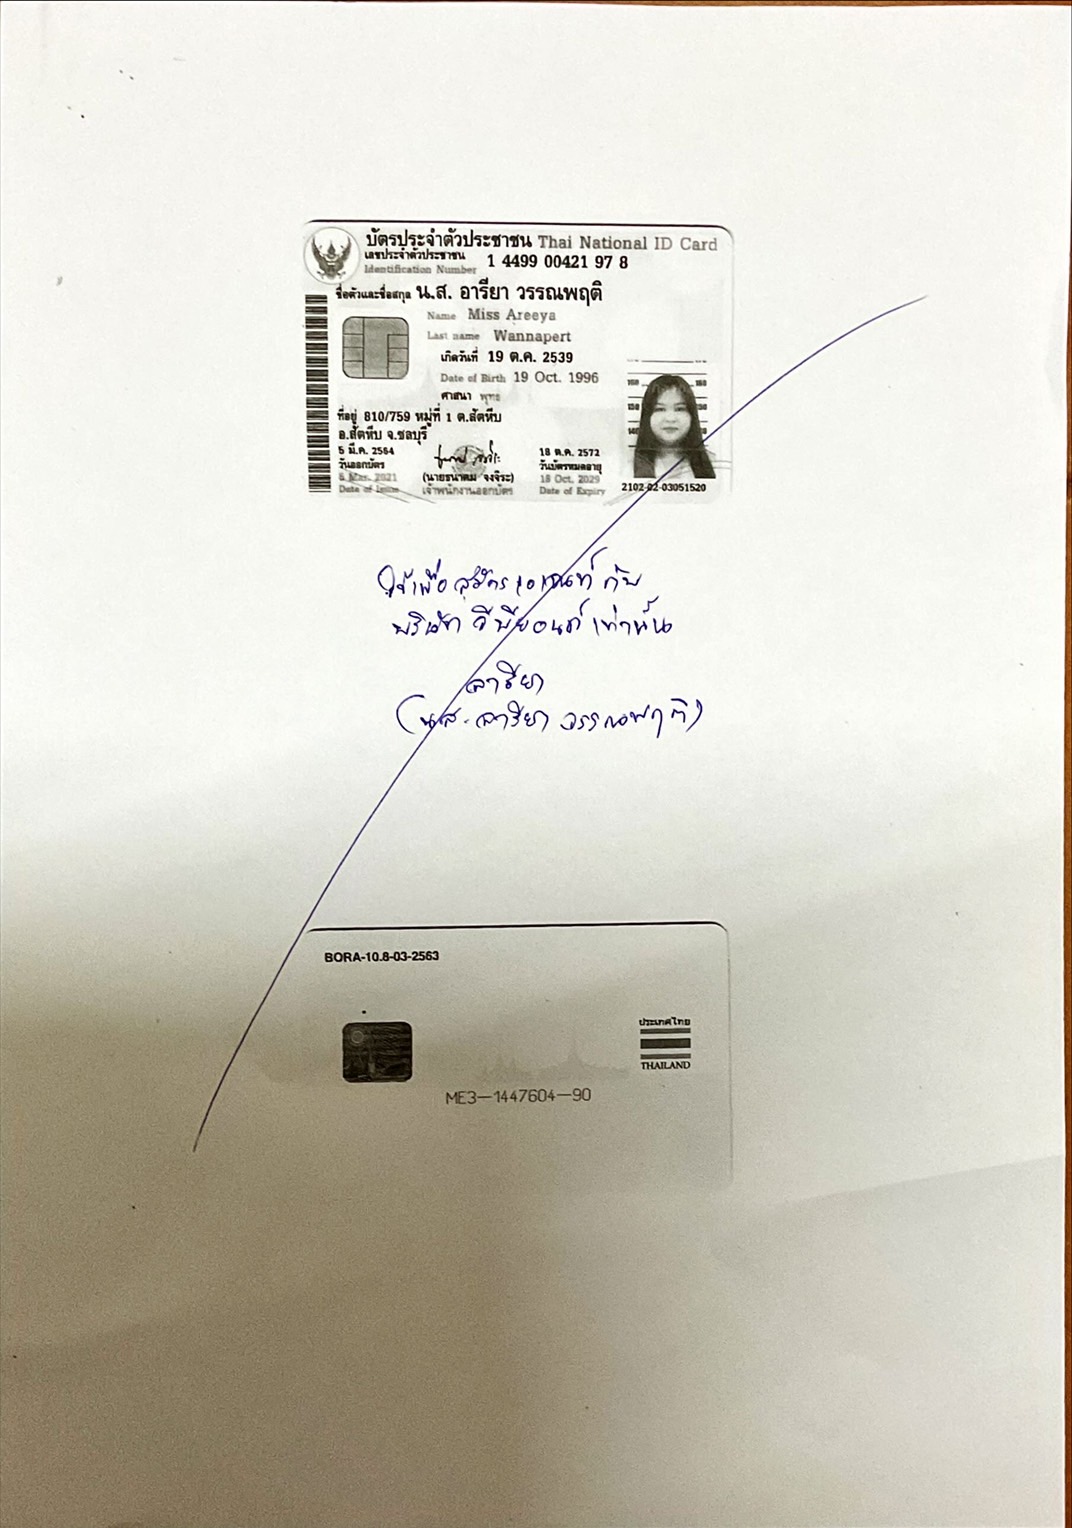 บัตรประจำตัวประชาชน Thai National ID Card
เลขประจำตัวประชาชน 1 4499 00421 97 8
Identification Number
ชื่อตัวและชื่อสกุล น.ส. อารียา วรรณพฤติ
Name Miss Areeya
Last name Wannapert
เกิดวันที่ 19 ต.ค. 2539
Date of Birth 19 Oct. 1996
ศาสนา พุทธ
ที่อยู่ 810/759 หมู่ที่ 1 ต.สัตหีบ
อ.สัตหีบ จ.ชลบุรี
5 มี.ค. 2564
วันออกบัตร
5 Mar. 2021
Date of Issue
(นายธนาคม จงจิระ)
เจ้าพนักงานออกบัตร
18 ต.ค. 2572
วันบัตรหมดอายุ
18 Oct. 2029
Date of Expiry
2102-02-03051520
ใช้เพื่อ สมัคร เอเจนท์ กับ
บริษัท วีบียอนด์ เท่านั้น
อารียา
(น.ส. อารียา วรรณพฤติ)
BORA-10.8-03-2563
ประเทศไทย
THAILAND
ME3-1447604-90